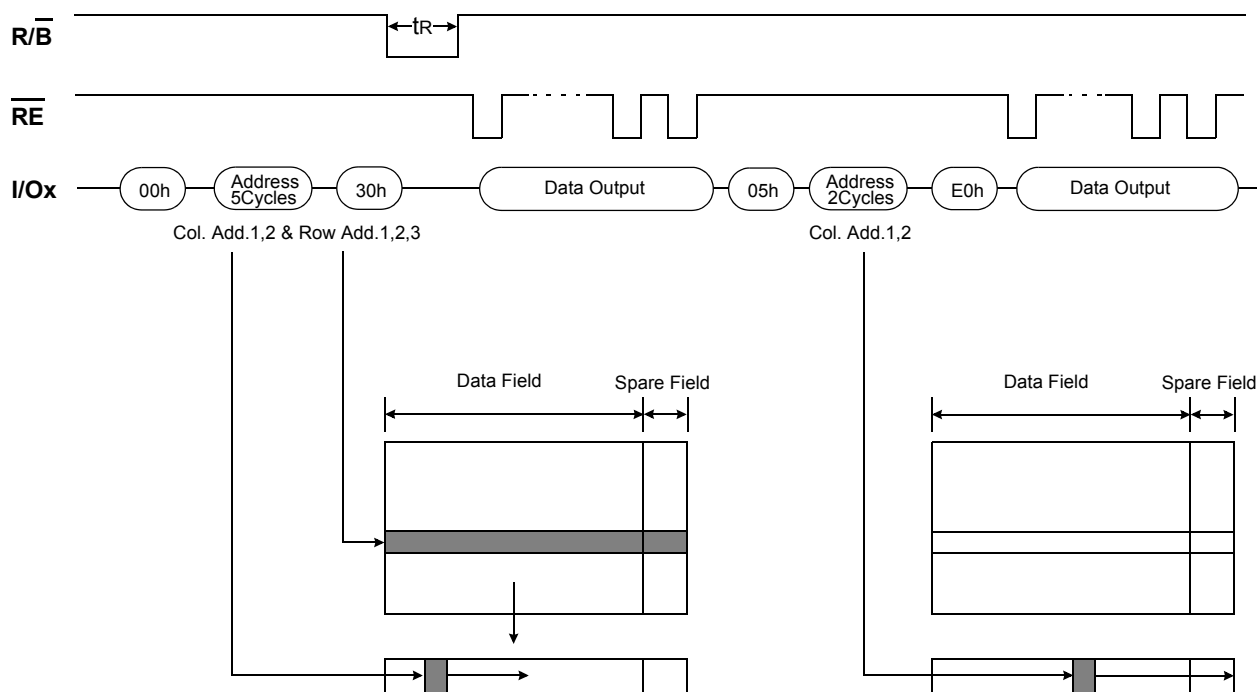 R/B̅ tR
R̅E̅
I/Ox 00h Address 5Cycles 30h Data Output 05h Address 2Cycles E0h Data Output
Col. Add.1,2 & Row Add.1,2,3 Col. Add.1,2
Data Field Spare Field Data Field Spare Field